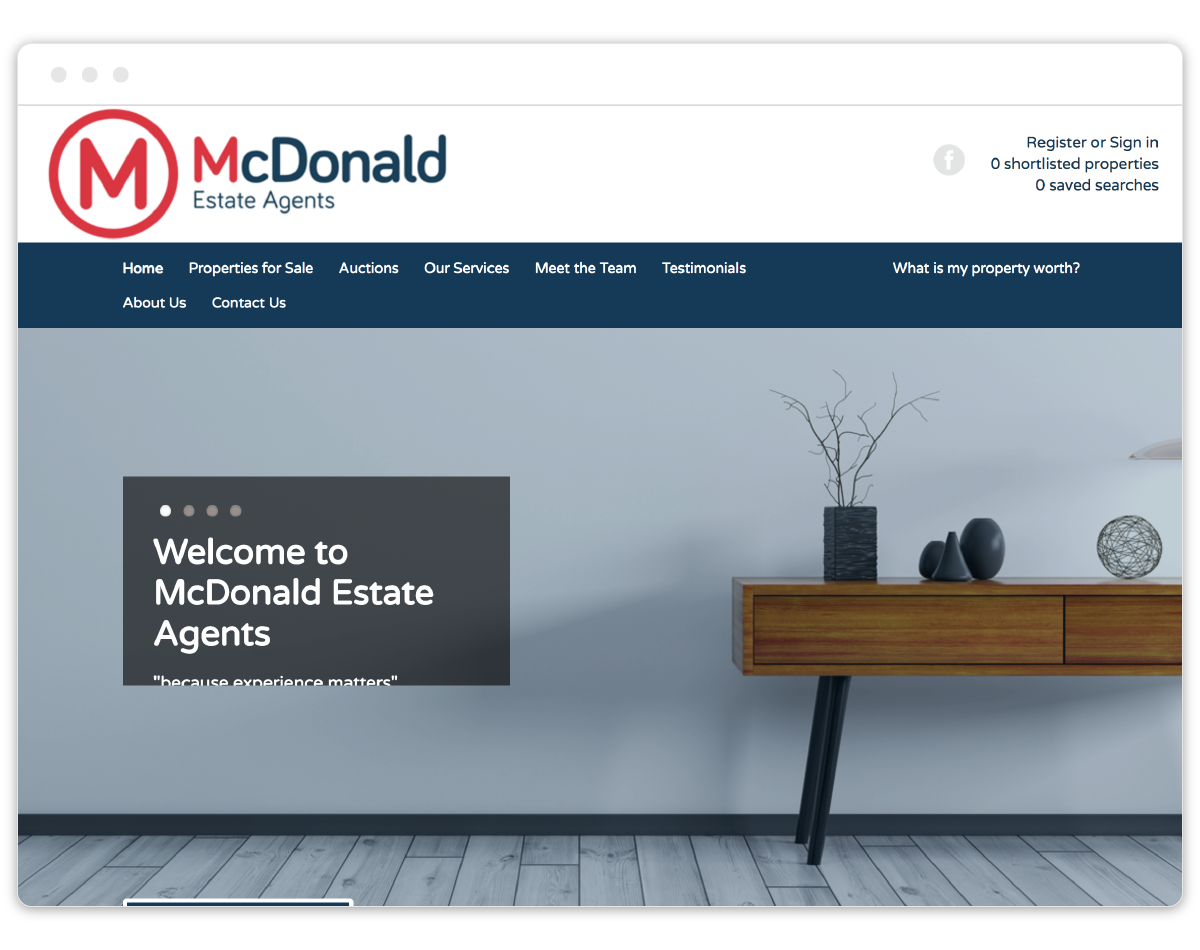 M
McDonald
Estate Agents
f
Register or Sign in
0 shortlisted properties
0 saved searches
Home Properties for Sale Auctions Our Services Meet the Team Testimonials What is my property worth?
About Us Contact Us
Welcome to
McDonald Estate
Agents
"because experience matters"